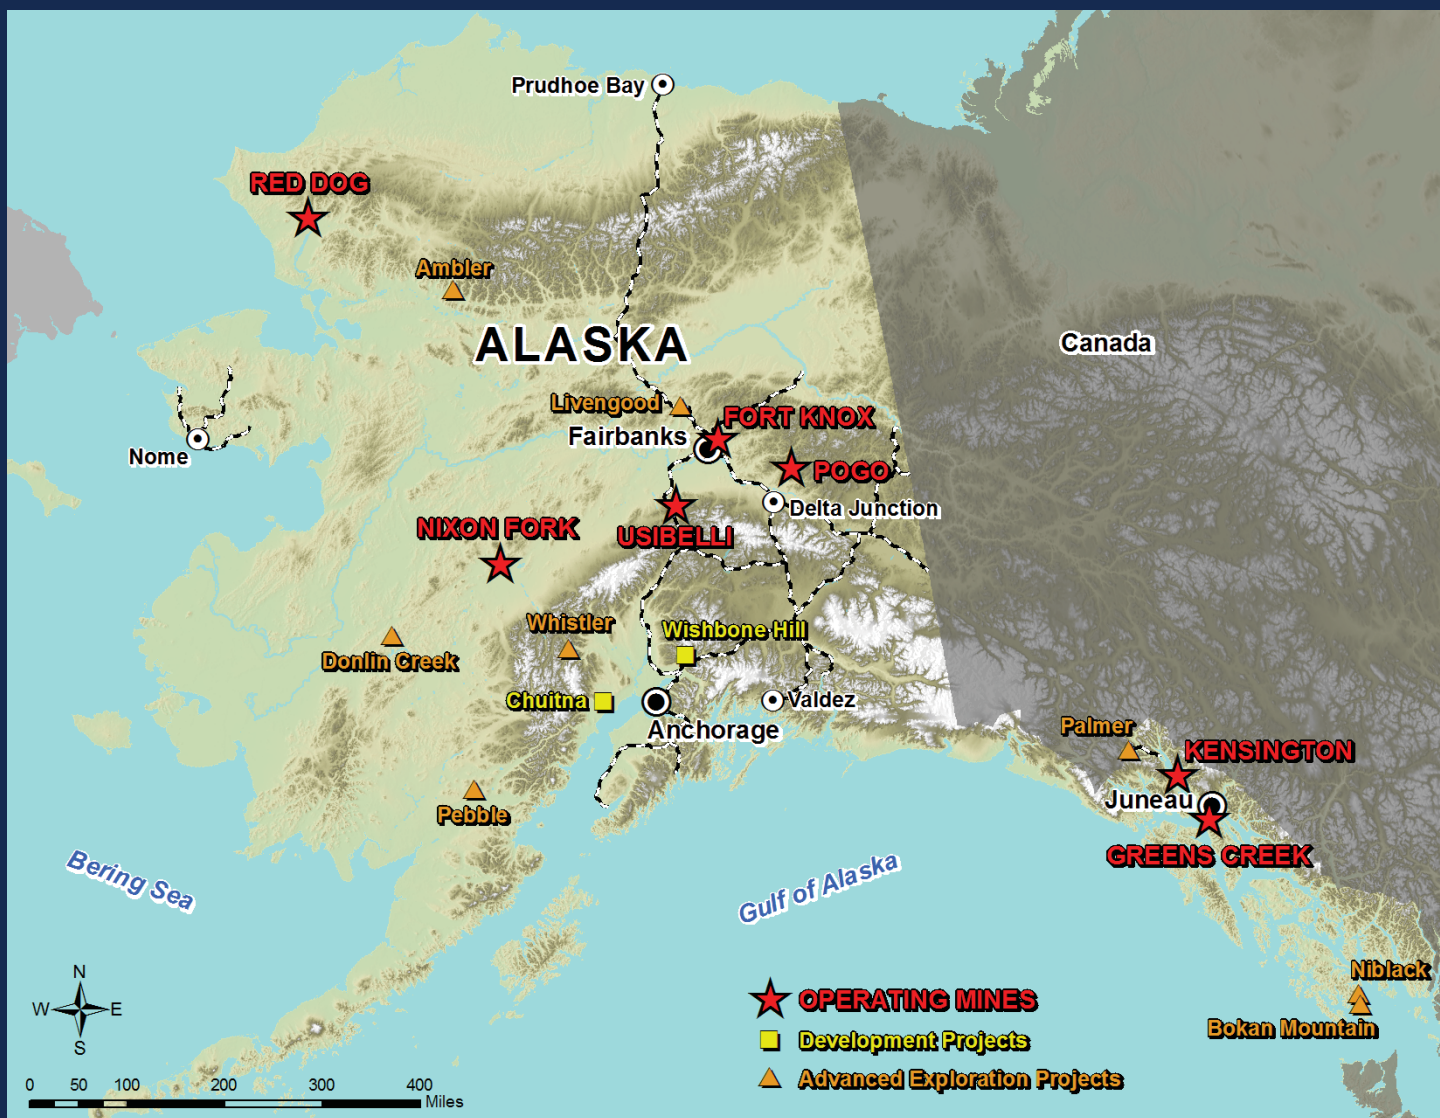 Prudhoe Bay
RED DOG
Ambler
ALASKA
Canada
Livengood
FORT KNOX
Fairbanks
Nome
POGO
Delta Junction
NIXON FORK
USIBELLI
Whistler
Wishbone Hill
Donlin Creek
Chuitna
Valdez
Anchorage
Palmer
KENSINGTON
Juneau
Pebble
GREENS CREEK
Bering Sea
Gulf of Alaska
Niblack
Bokan Mountain
N
W E
S
OPERATING MINES
Development Projects
Advanced Exploration Projects
0 50 100 200 300 400
Miles